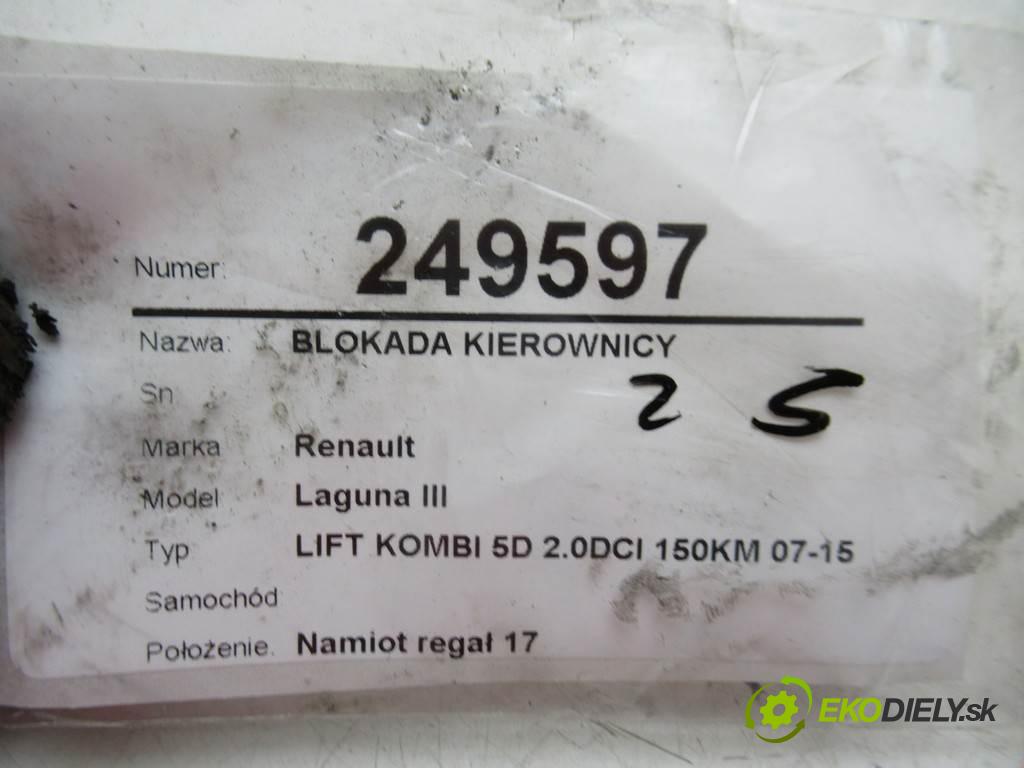 Numer: 249597
Nazwa: BLOKADA KIEROWNICY
Sn
2 S
Marka Renault
Model Laguna III
Typ LIFT KOMBI 5D 2.0DCI 150KM 07-15
Samochód
Położenie. Namiot regał 17
EKODIELY.sk